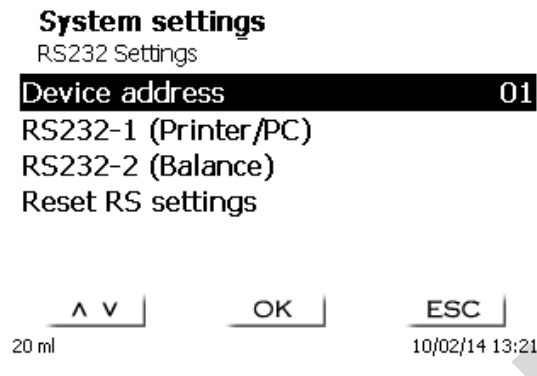 System settings
RS232 Settings
Device address 01
RS232-1 (Printer/PC)
RS232-2 (Balance)
Reset RS settings
∧ ∨ OK ESC
20 ml 10/02/14 13:21